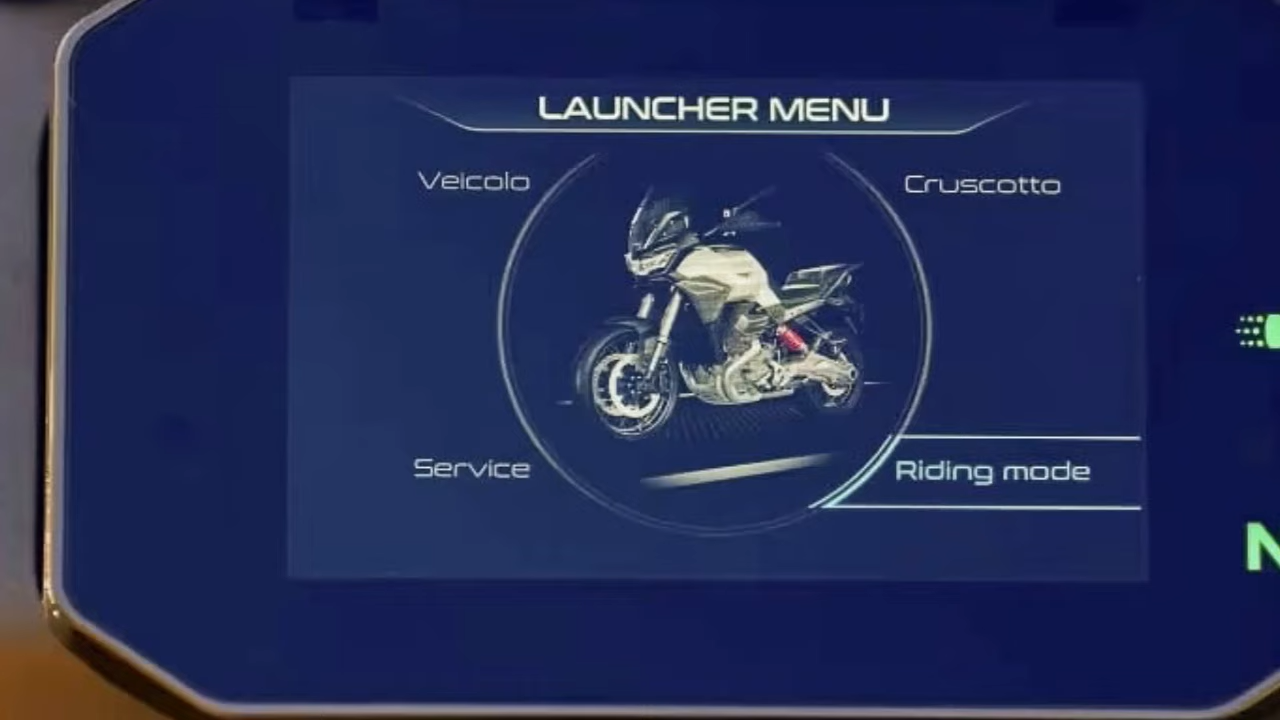 LAUNCHER MENU
Veicolo
Cruscotto
Service
Riding mode
N